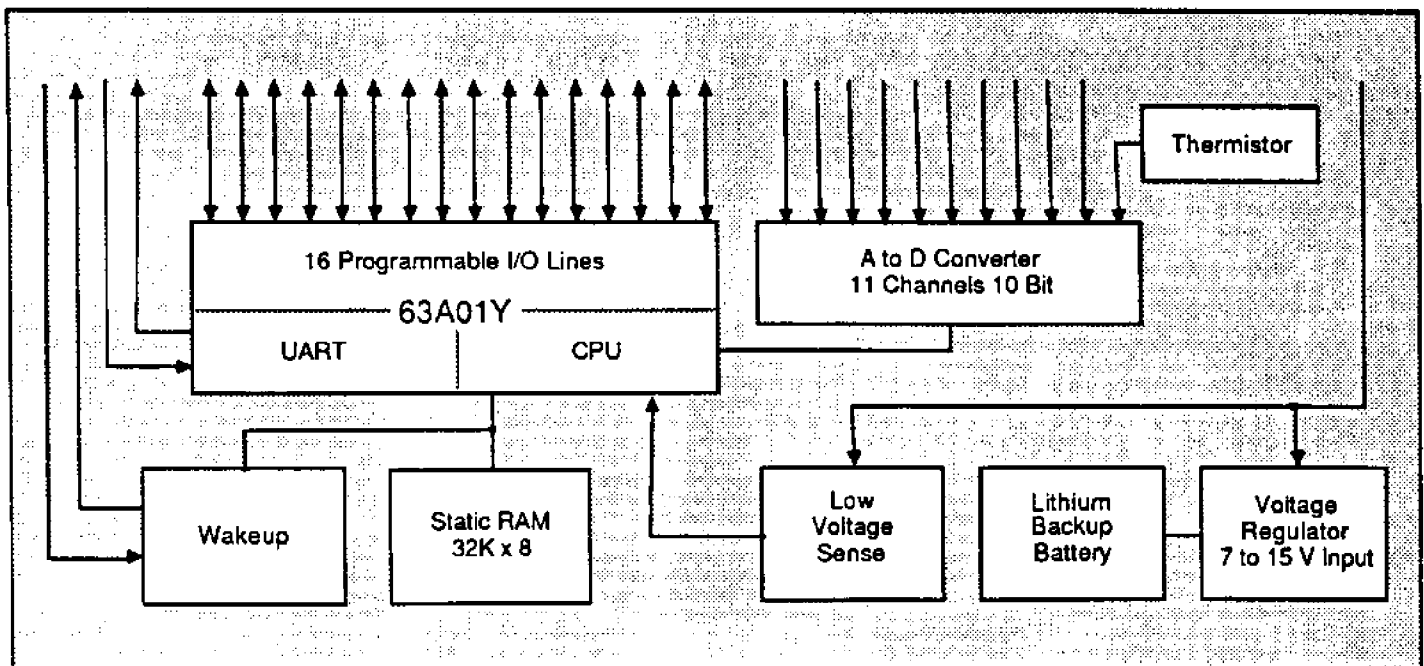 Thermistor
16 Programmable I/O Lines
A to D Converter
11 Channels 10 Bit
63A01Y
UART
CPU
Wakeup
Static RAM
32K x 8
Low
Voltage
Sense
Lithium
Backup
Battery
Voltage
Regulator
7 to 15 V Input